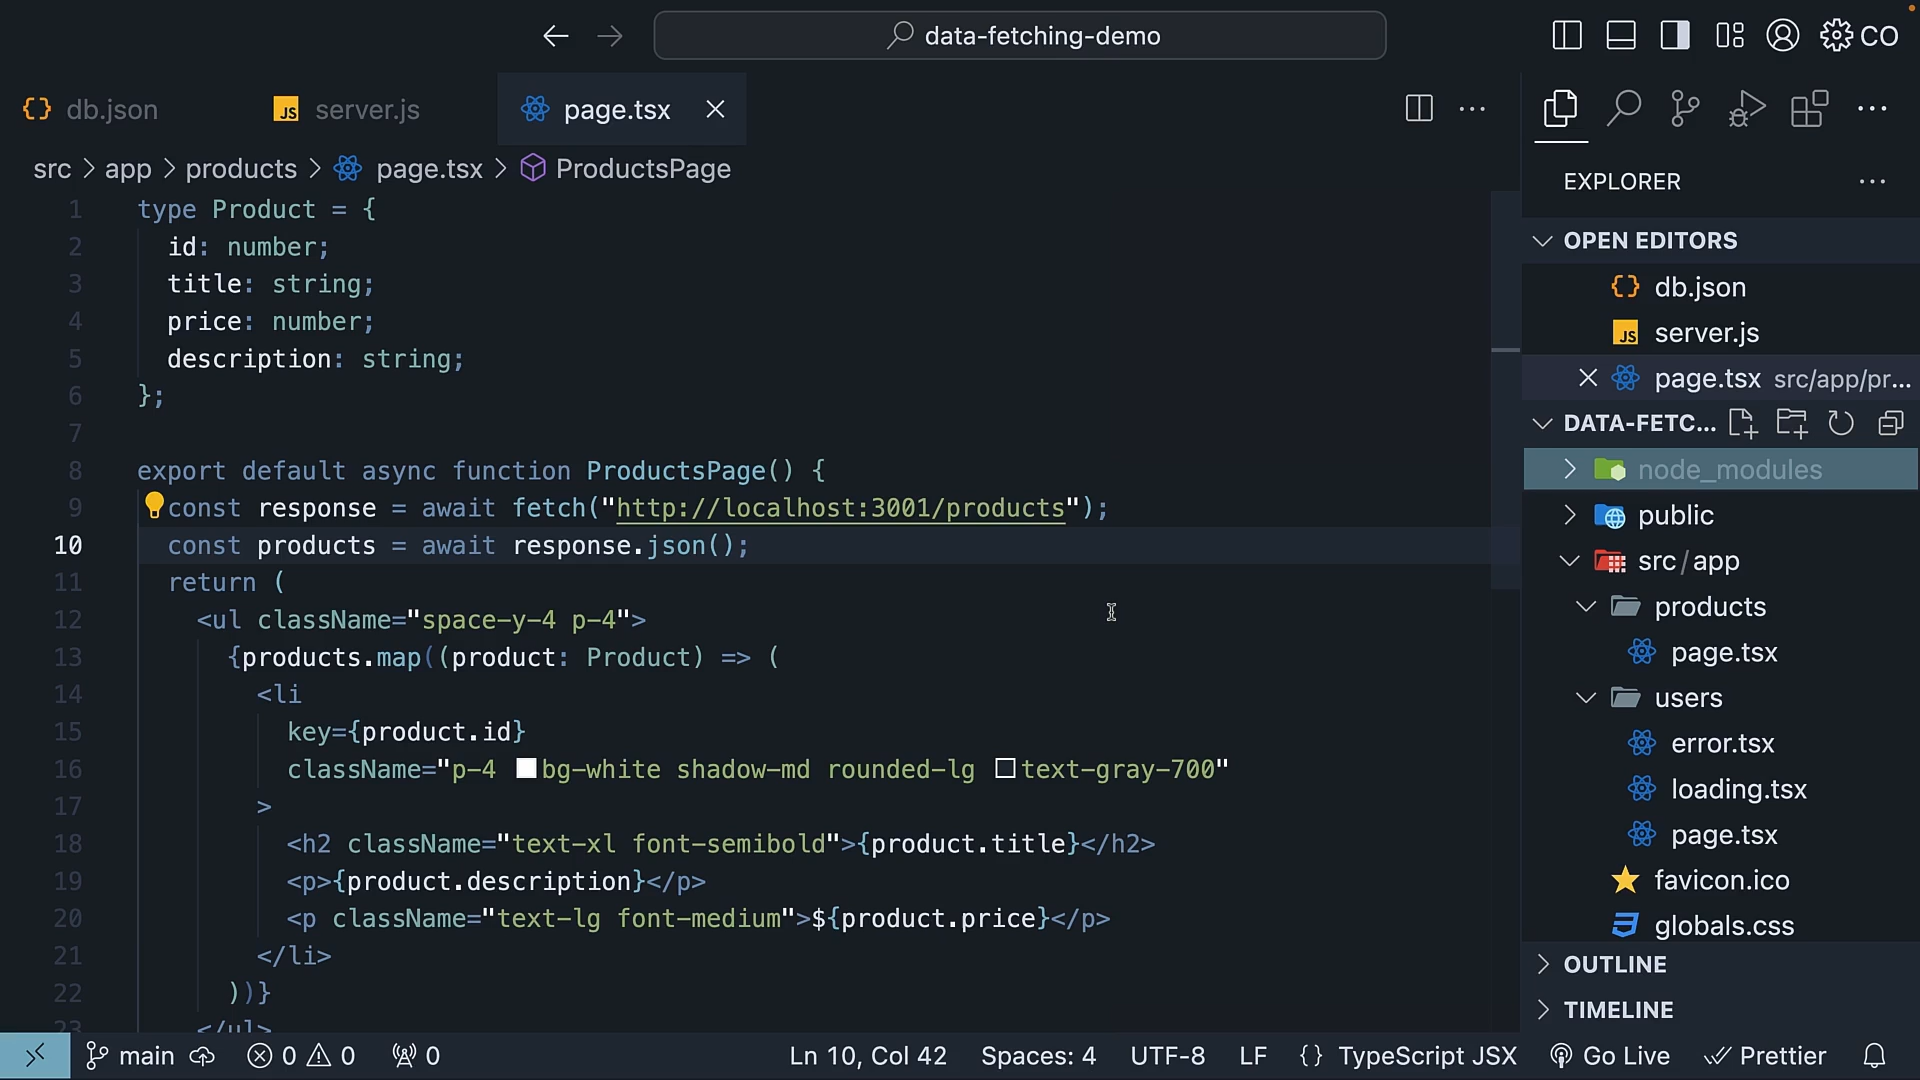 data-fetching-demo
CO
db.json
server.js
page.tsx
src > app > products > page.tsx > ProductsPage
1 type Product = {
2 id: number;
3 title: string;
4 price: number;
5 description: string;
6 };
7
8 export default async function ProductsPage() {
9 const response = await fetch("http://localhost:3001/products");
10 const products = await response.json();
11 return (
12 <ul className="space-y-4 p-4">
13 {products.map((product: Product) => (
14 <li
15 key={product.id}
16 className="p-4 bg-white shadow-md rounded-lg text-gray-700"
17 >
18 <h2 className="text-xl font-semibold">{product.title}</h2>
19 <p>{product.description}</p>
20 <p className="text-lg font-medium">${product.price}</p>
21 </li>
22 ))}
23 </ul>
EXPLORER
OPEN EDITORS
db.json
server.js
page.tsx src/app/pr...
DATA-FETC...
node_modules
public
src/app
products
page.tsx
users
error.tsx
loading.tsx
page.tsx
favicon.ico
globals.css
OUTLINE
TIMELINE
main 0 0 0 Ln 10, Col 42 Spaces: 4 UTF-8 LF {} TypeScript JSX Go Live Prettier